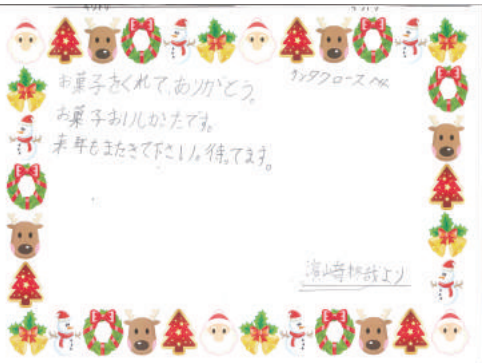 サンタクロースへ
お菓子をくれて、ありがとう。
お菓子おいしかたです。
来年もまたきて下さい。待ってます。
より